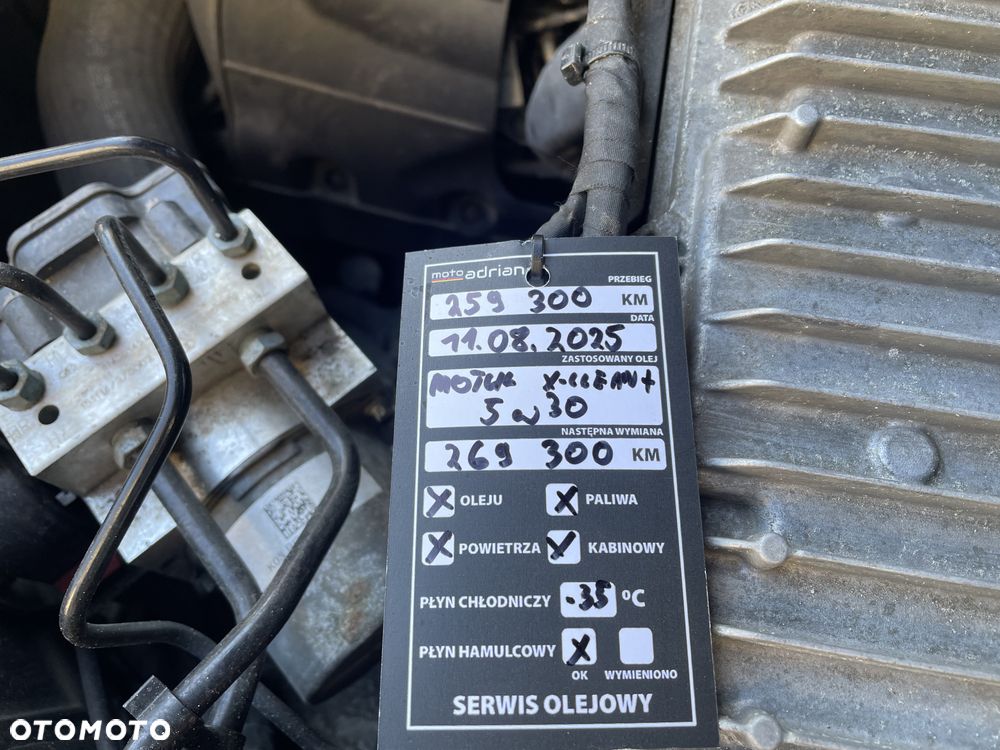 motoadrian
PRZEBIEG
259 300 KM
DATA
11.08.2025
ZASTOSOWANY OLEJ
MOTUL X-CLEAN+
5w30
NASTĘPNA WYMIANA
269 300 KM
X OLEJU X PALIWA
X POWIETRZA X KABINOWY
PŁYN CHŁODNICZY -35 ºC
PŁYN HAMULCOWY X
OK WYMIENIONO
SERWIS OLEJOWY
OTOMOTO